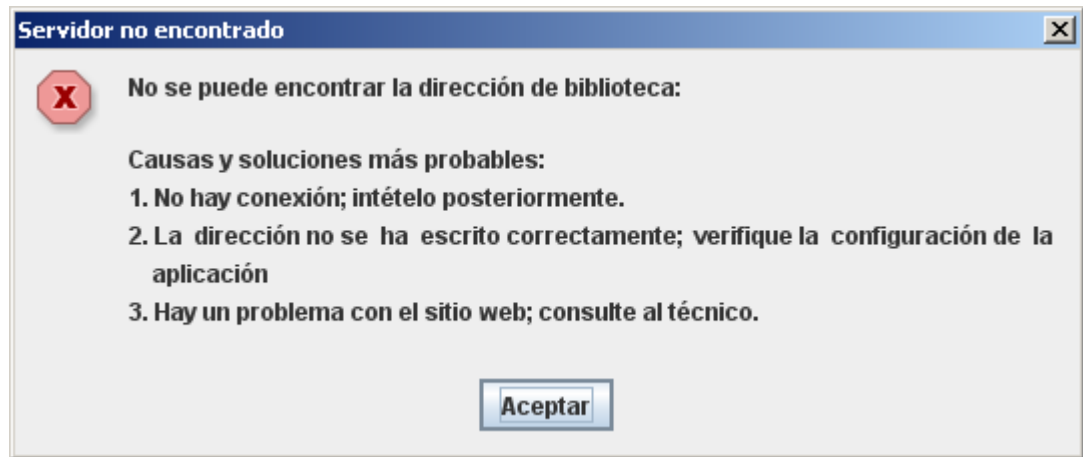 Servidor no encontrado
No se puede encontrar la dirección de biblioteca:
Causas y soluciones más probables:
1. No hay conexión; intételo posteriormente.
2. La dirección no se ha escrito correctamente; verifique la configuración de la
aplicación
3. Hay un problema con el sitio web; consulte al técnico.
Aceptar